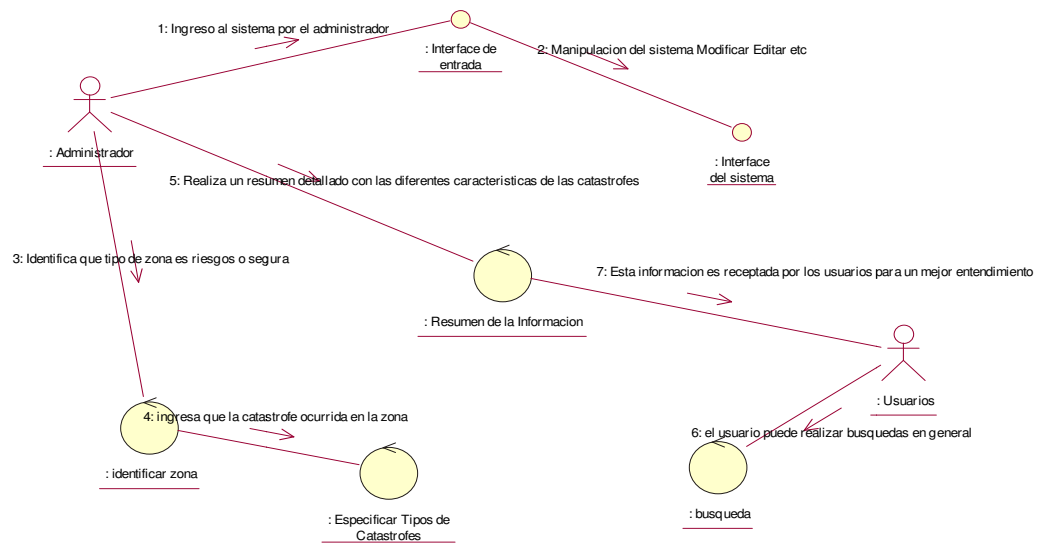 1: Ingreso al sistema por el administrador
: Interface de
entrada
2: Manipulacion del sistema Modificar Editar etc
: Administrador
: Interface
del sistema
5: Realiza un resumen detallado con las diferentes caracteristicas de las catastrofes
3: Identifica que tipo de zona es riesgos o segura
7: Esta informacion es receptada por los usuarios para un mejor entendimiento
: Resumen de la Informacion
: Usuarios
4: ingresa que la catastrofe ocurrida en la zona
6: el usuario puede realizar busquedas en general
: identificar zona
: Especificar Tipos de
Catastrofes
: busqueda